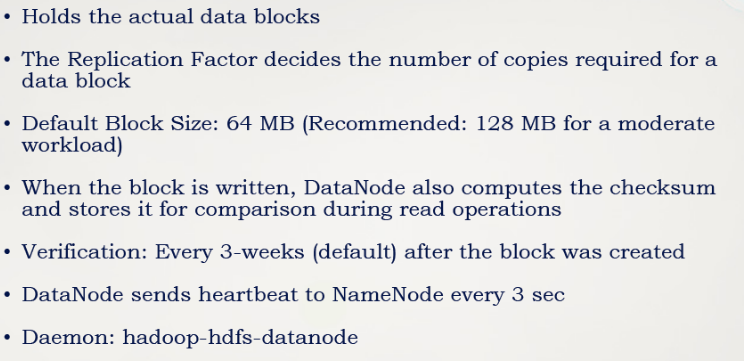 • Holds the actual data blocks
• The Replication Factor decides the number of copies required for a
data block
• Default Block Size: 64 MB (Recommended: 128 MB for a moderate
workload)
• When the block is written, DataNode also computes the checksum
and stores it for comparison during read operations
• Verification: Every 3-weeks (default) after the block was created
• DataNode sends heartbeat to NameNode every 3 sec
• Daemon: hadoop-hdfs-datanode